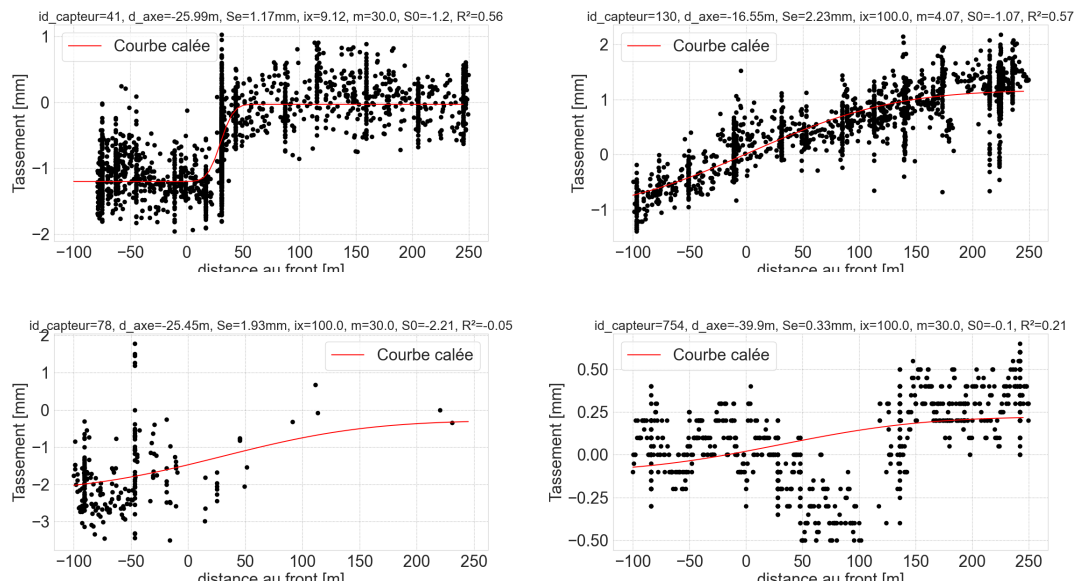 id_capteur=41, d_axe=-25.99m, Se=1.17mm, ix=9.12, m=30.0, S0=-1.2, R²=0.56
Courbe calée
Tassement [mm]
1
0
−1
−2
−100 −50 0 50 100 150 200 250
distance au front [m]
id_capteur=130, d_axe=-16.55m, Se=2.23mm, ix=100.0, m=4.07, S0=-1.07, R²=0.57
Courbe calée
Tassement [mm]
2
1
0
−1
−100 −50 0 50 100 150 200 250
distance au front [m]
id_capteur=78, d_axe=-25.45m, Se=1.93mm, ix=100.0, m=30.0, S0=-2.21, R²=-0.05
Courbe calée
Tassement [mm]
2
1
0
−1
−2
−3
−100 −50 0 50 100 150 200 250
distance au front [m]
id_capteur=754, d_axe=-39.9m, Se=0.33mm, ix=100.0, m=30.0, S0=-0.1, R²=0.21
Courbe calée
Tassement [mm]
0.50
0.25
0.00
−0.25
−0.50
−100 −50 0 50 100 150 200 250
distance au front [m]